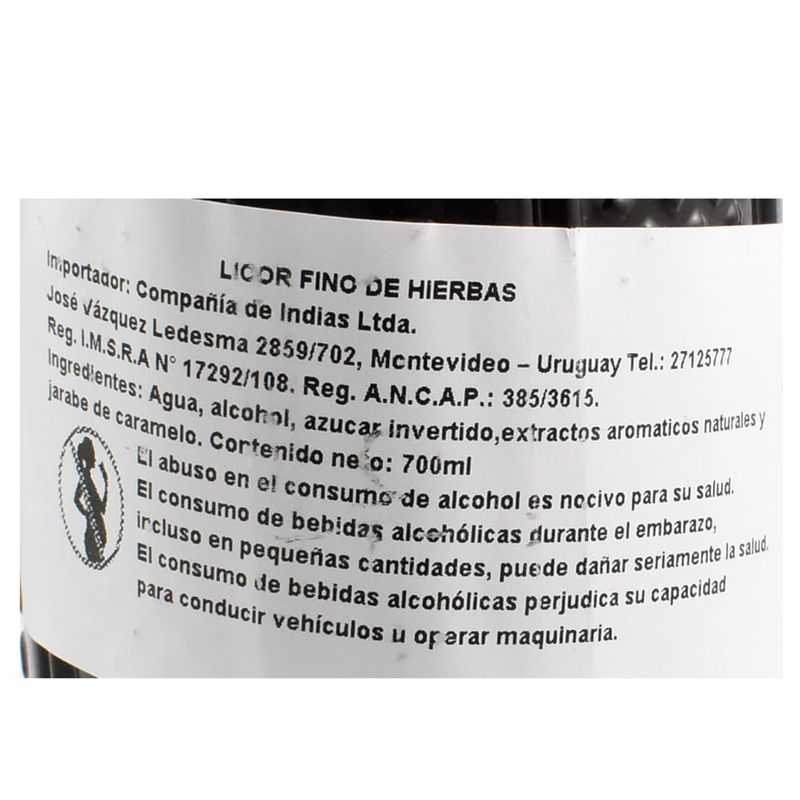 LICOR FINO DE HIERBAS
Importador: Compañía de Indias Ltda.
José Vázquez Ledesma 2859/702, Montevideo – Uruguay Tel.: 27125777
Reg. I.M.S.R.A N° 17292/108. Reg. A.N.C.A.P.: 385/3615.
Ingredientes: Agua, alcohol, azucar invertido,extractos aromaticos naturales y
jarabe de caramelo. Contenido neto: 700ml
El abuso en el consumo de alcohol es nocivo para su salud.
El consumo de bebidas alcohólicas durante el embarazo,
incluso en pequeñas cantidades, puede dañar seriamente la salud.
El consumo de bebidas alcohólicas perjudica su capacidad
para conducir vehículos u operar maquinaria.